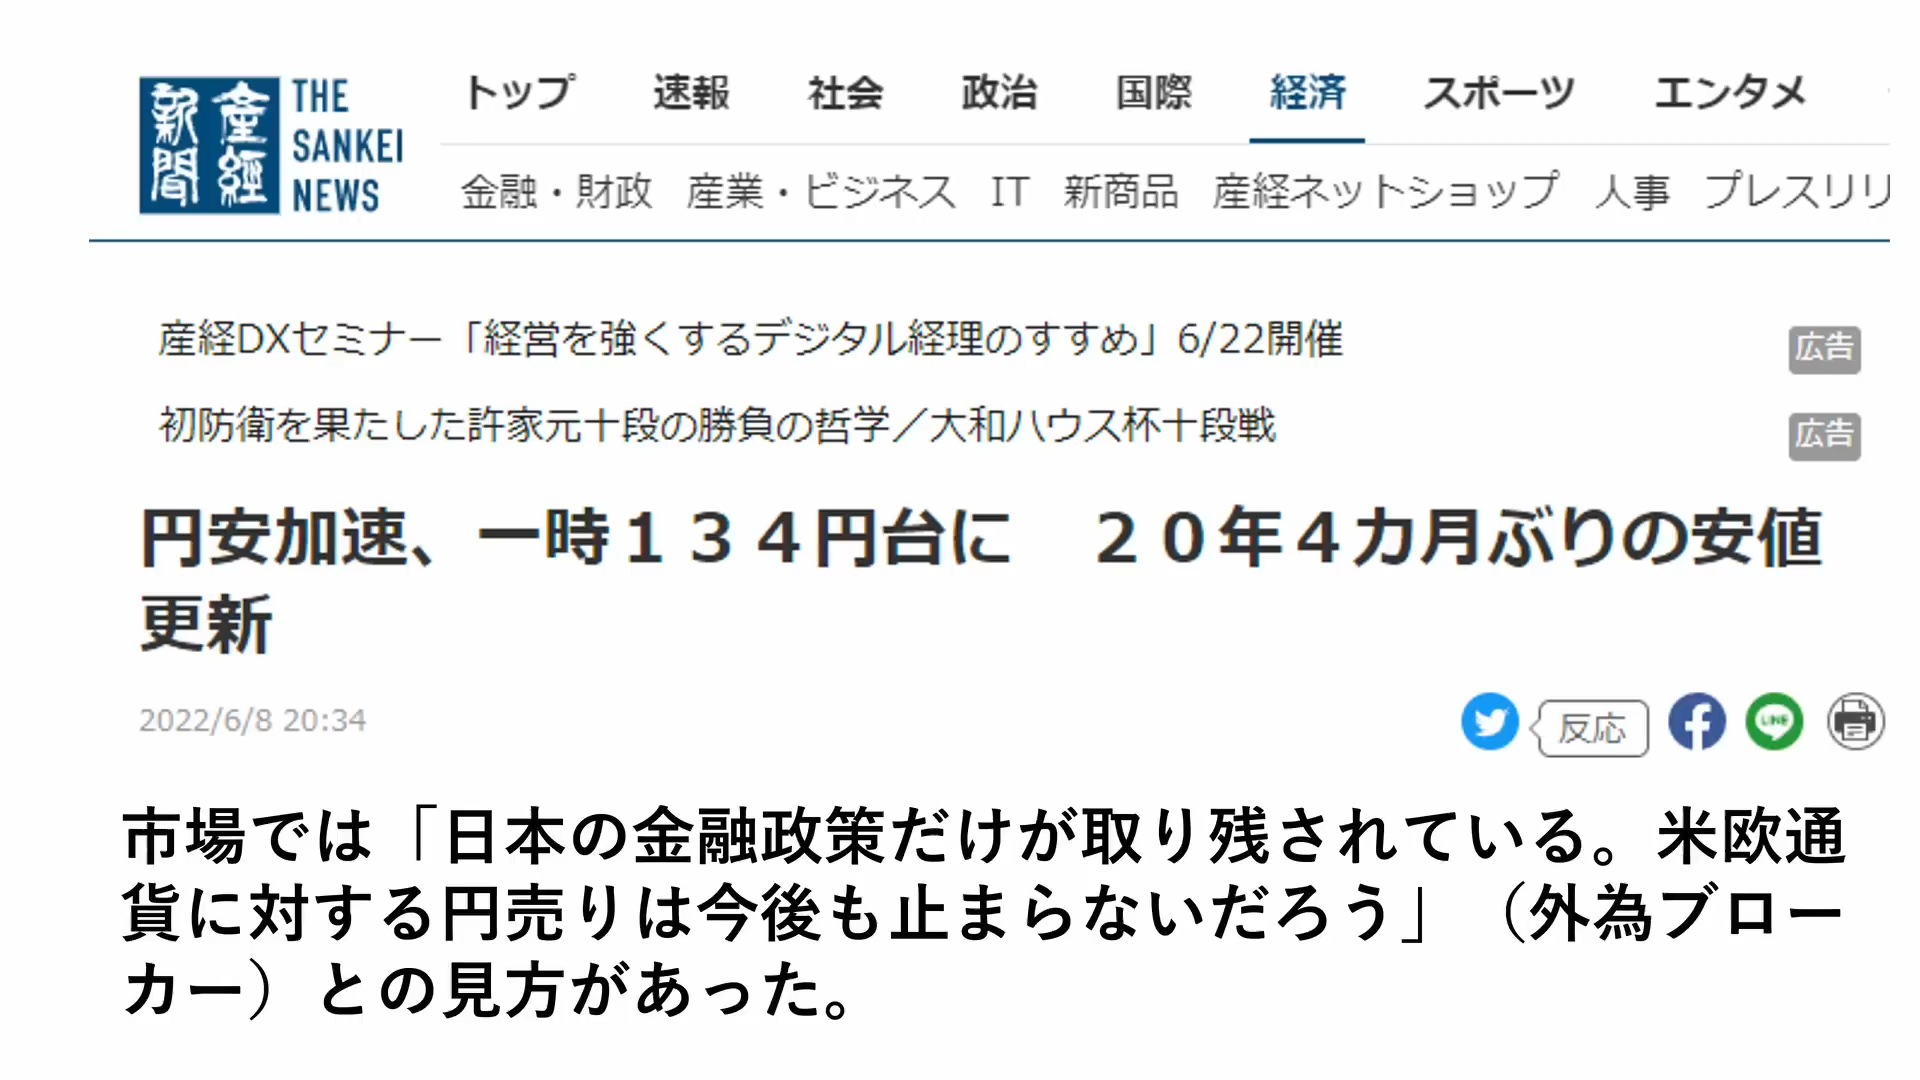 産経
新聞
THE
SANKEI
NEWS
トップ 速報 社会 政治 国際 経済 スポーツ エンタメ
金融・財政 産業・ビジネス IT 新商品 産経ネットショップ 人事 プレスリリ
産経DXセミナー「経営を強くするデジタル経理のすすめ」6/22開催
広告
初防衛を果たした許家元十段の勝負の哲学／大和ハウス杯十段戦
広告
円安加速、一時１３４円台に　２０年４カ月ぶりの安値
更新
2022/6/8 20:34
反応
LINE
市場では「日本の金融政策だけが取り残されている。米欧通
貨に対する円売りは今後も止まらないだろう」（外為ブロー
カー）との見方があった。